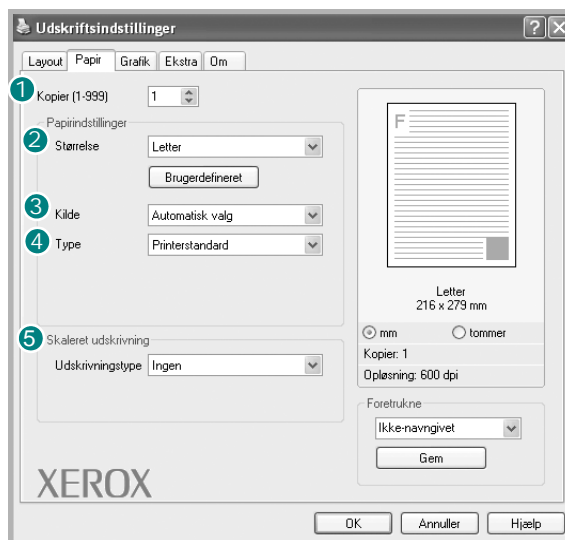 Udskriftsindstillinger
Layout Papir Grafik Ekstra Om
1 Kopier (1-999) 1
Papirindstillinger
2 Størrelse Letter
Brugerdefineret
3 Kilde Automatisk valg
4 Type Printerstandard
5 Skaleret udskrivning
Udskrivningstype Ingen
F
Letter
216 x 279 mm
mm tommer
Kopier: 1
Opløsning: 600 dpi
Foretrukne
Ikke-navngivet
Gem
XEROX
OK Annuller Hjælp